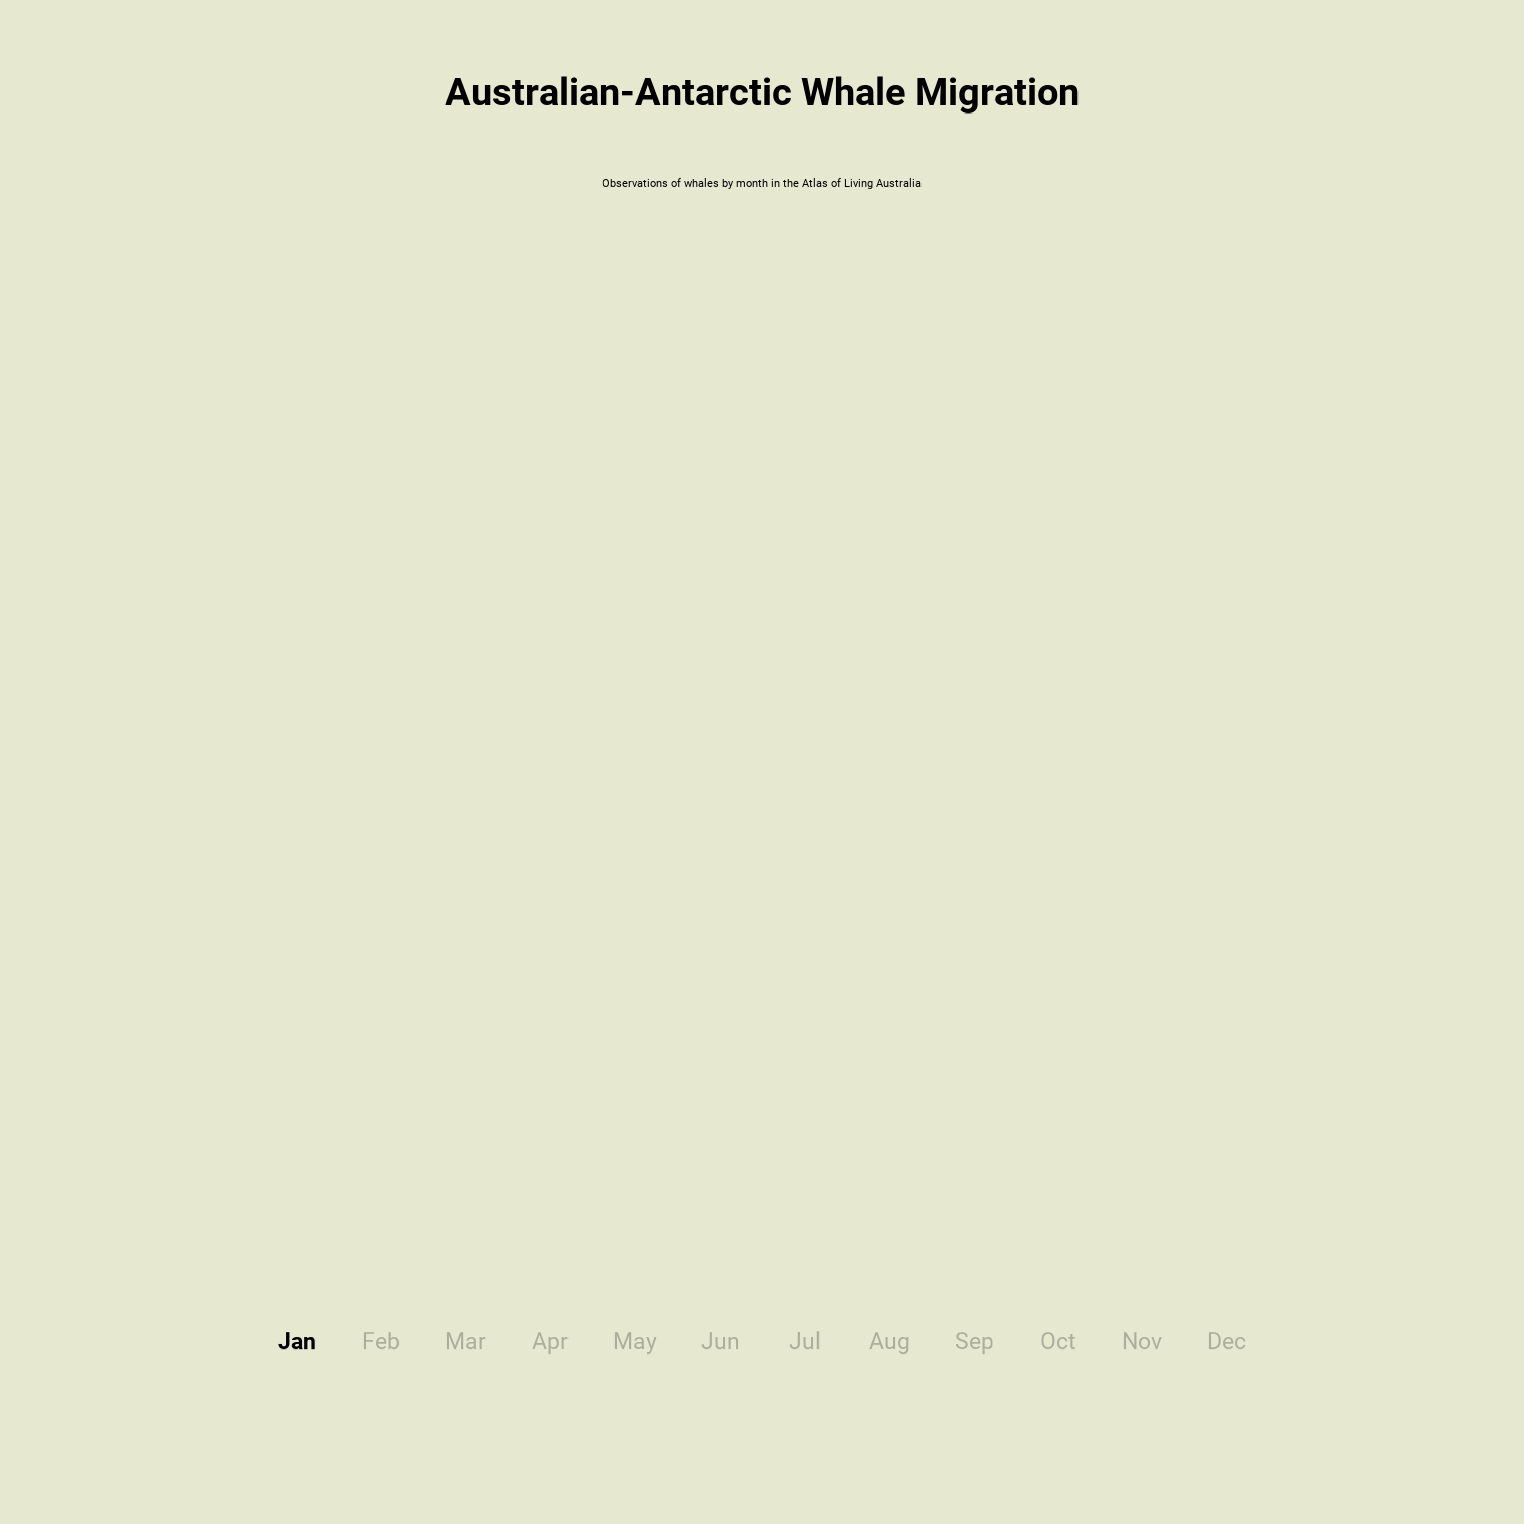 Australian-Antarctic Whale Migration
Observations of whales by month in the Atlas of Living Australia
Jan Feb Mar Apr May Jun Jul Aug Sep Oct Nov Dec